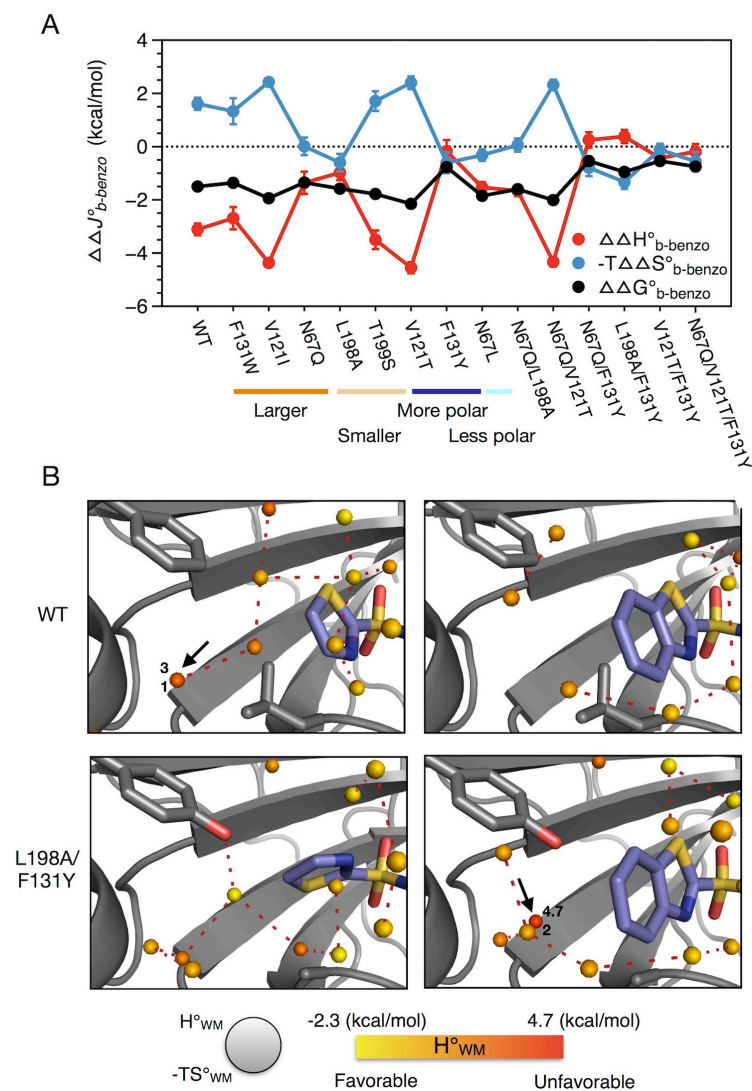 A
ΔΔJ°b-benzo (kcal/mol)
4
2
0
−2
−4
−6
ΔΔH°b-benzo
-TΔΔS°b-benzo
ΔΔG°b-benzo
WT
F131W
V121I
N67Q
L198A
T199S
V121T
F131Y
N67L
N67Q/L198A
N67Q/V121T
N67Q/F131Y
L198A/F131Y
V121T/F131Y
N67Q/V121T/F131Y
Larger
More polar
Smaller
Less polar
B
WT
3
1
L198A/
F131Y
4.7
2
H°WM
-TS°WM
-2.3 (kcal/mol)
4.7 (kcal/mol)
H°WM
Favorable
Unfavorable